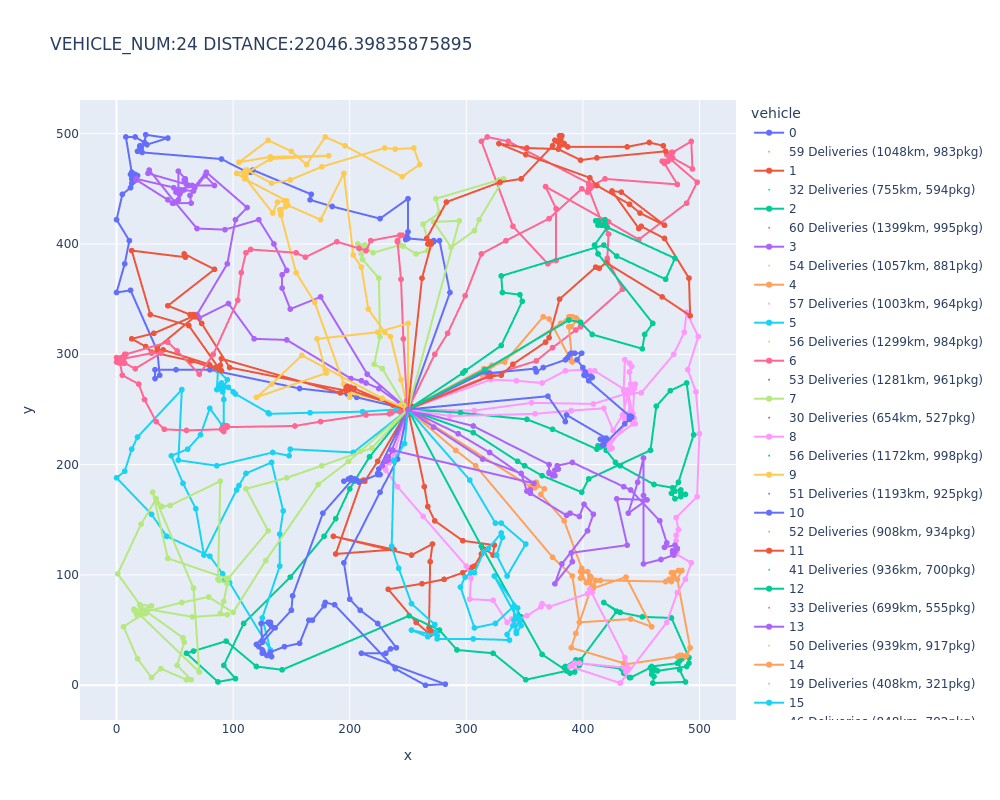 VEHICLE_NUM:24 DISTANCE:22046.39835875895
vehicle
0
59 Deliveries (1048km, 983pkg)
1
32 Deliveries (755km, 594pkg)
2
60 Deliveries (1399km, 995pkg)
3
54 Deliveries (1057km, 881pkg)
4
57 Deliveries (1003km, 964pkg)
5
56 Deliveries (1299km, 984pkg)
6
53 Deliveries (1281km, 961pkg)
7
30 Deliveries (654km, 527pkg)
8
56 Deliveries (1172km, 998pkg)
9
51 Deliveries (1193km, 925pkg)
10
52 Deliveries (908km, 934pkg)
11
41 Deliveries (936km, 700pkg)
12
33 Deliveries (699km, 555pkg)
13
50 Deliveries (939km, 917pkg)
14
19 Deliveries (408km, 321pkg)
15
500
400
300
200
100
0
y
0
100
200
300
400
500
x